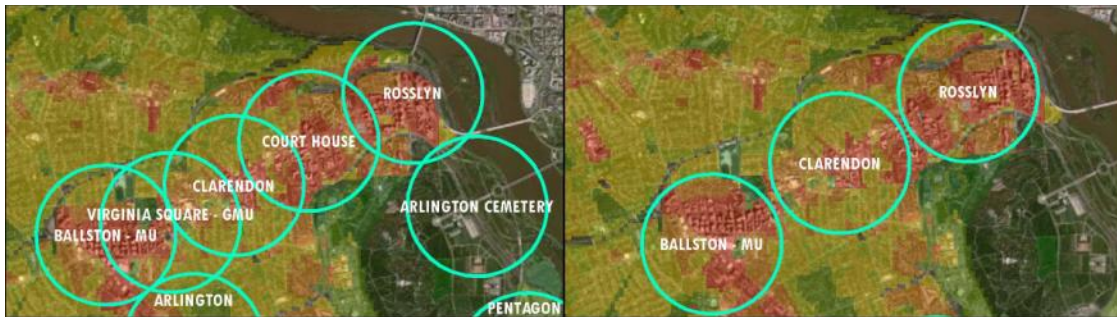 ROSSLYN
COURT HOUSE
CLARENDON
ARLINGTON CEMETERY
VIRGINIA SQUARE - GMU
BALLSTON - MU
ARLINGTON
PENTAGON
ROSSLYN
CLARENDON
BALLSTON - MU